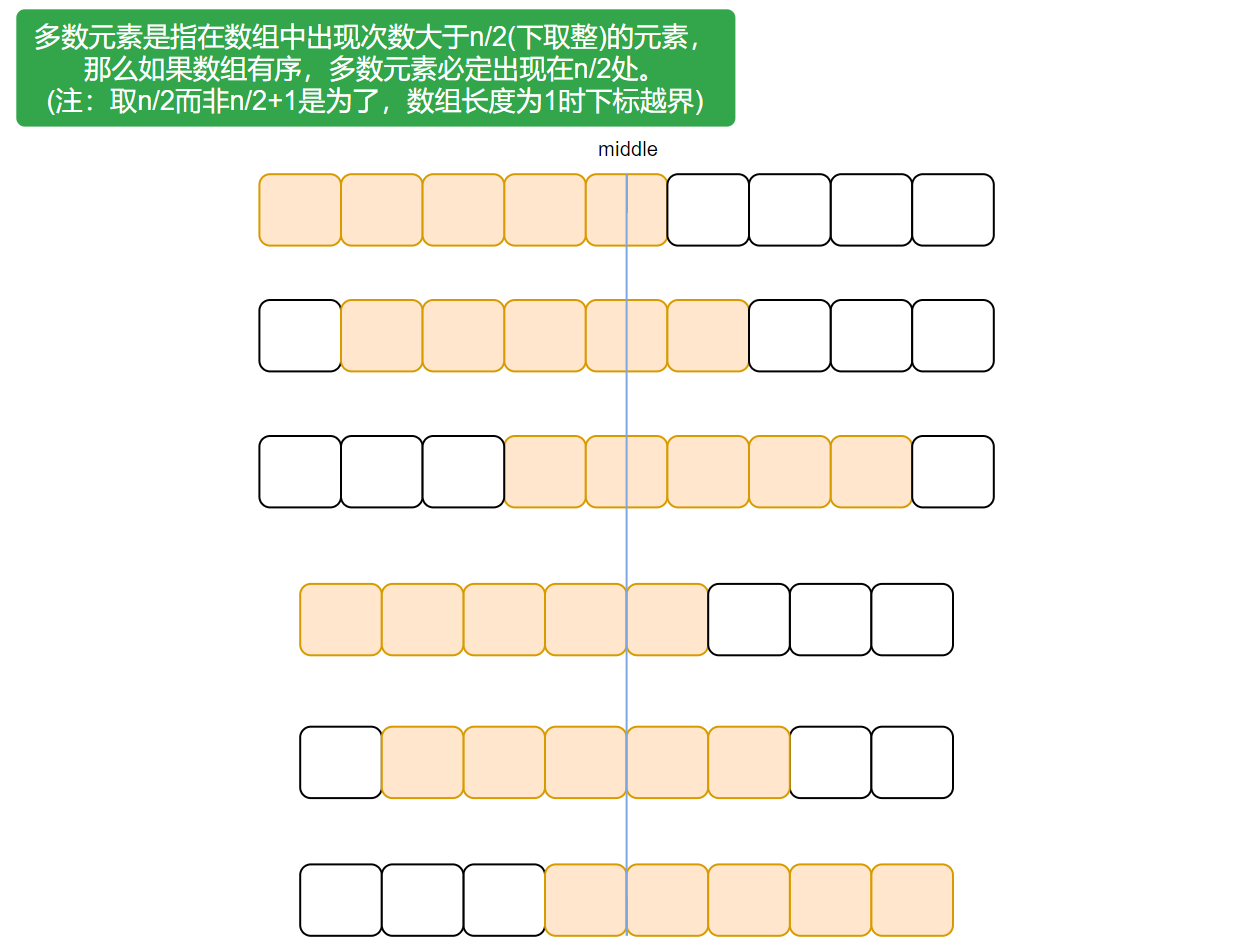 多数元素是指在数组中出现次数大于n/2(下取整)的元素，
那么如果数组有序，多数元素必定出现在n/2处。
(注：取n/2而非n/2+1是为了，数组长度为1时下标越界)
middle